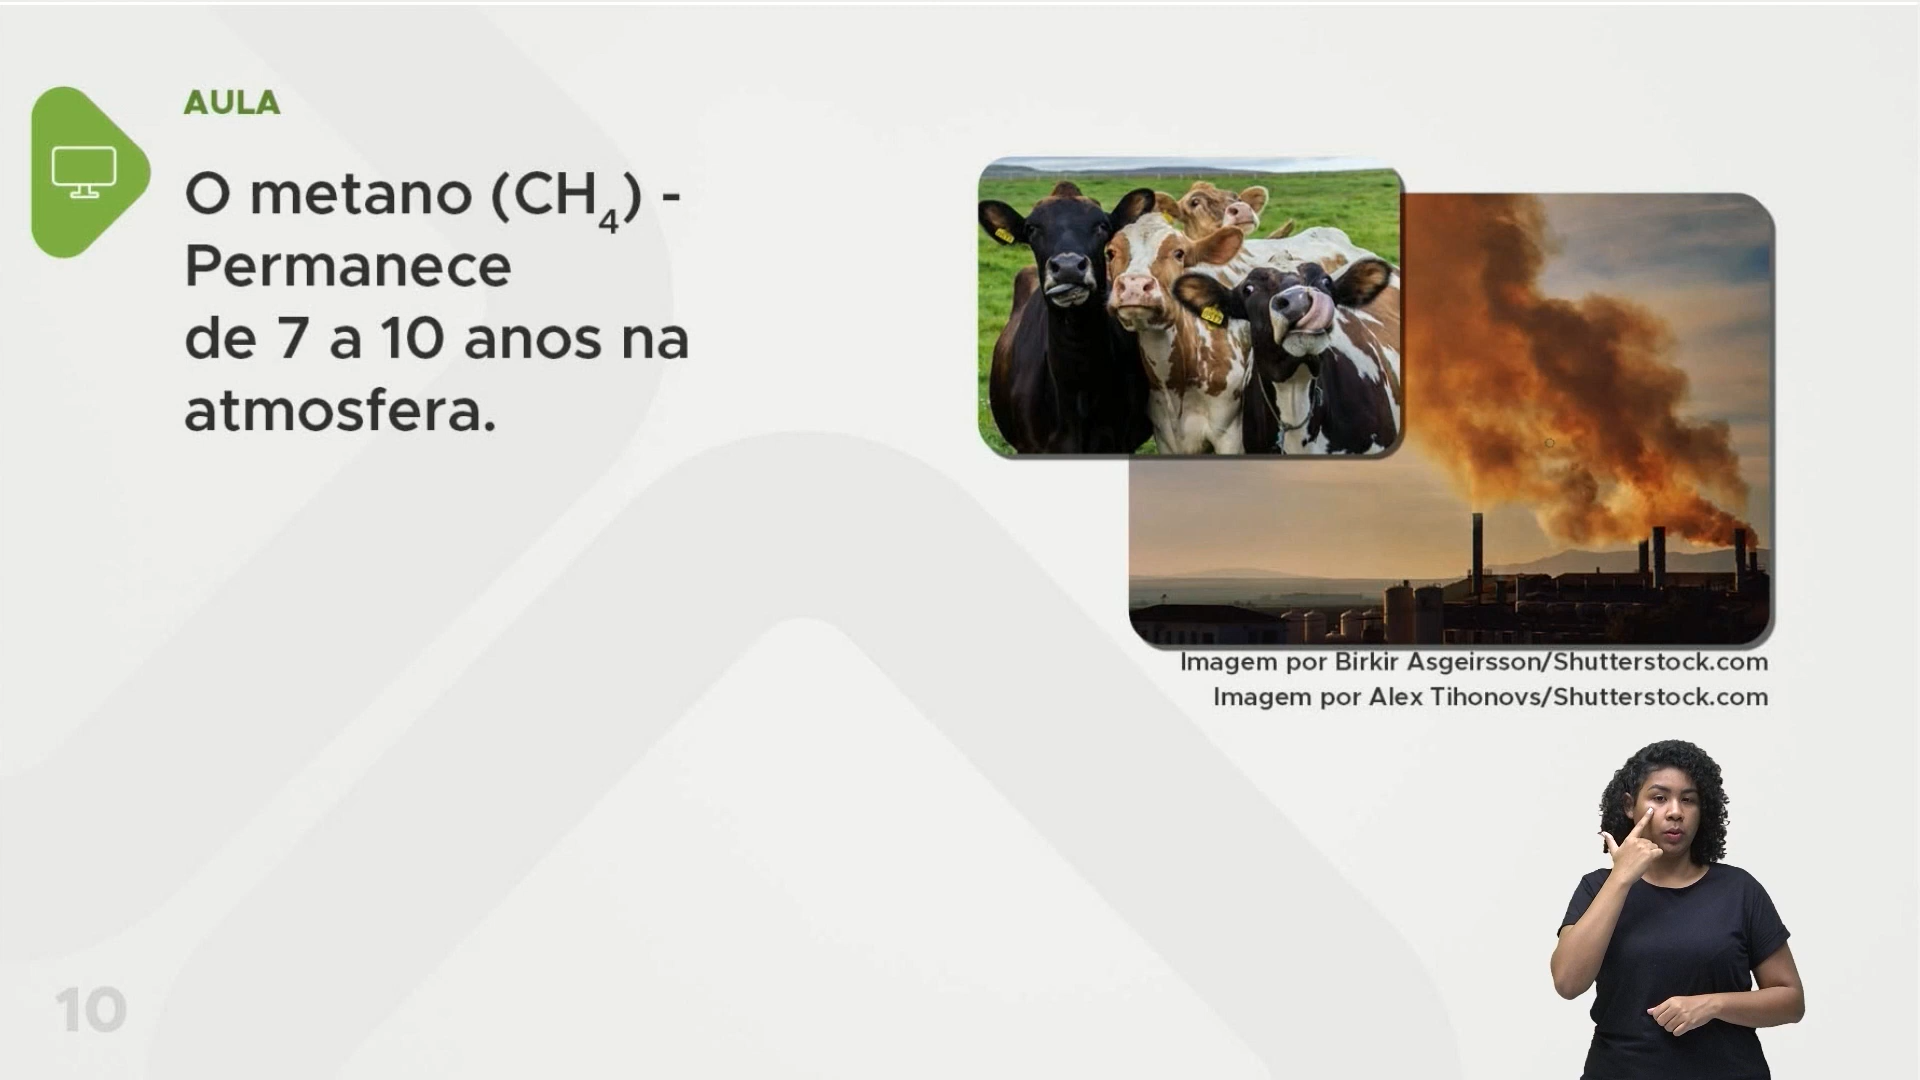 AULA
O metano (CH₄) -
Permanece
de 7 a 10 anos na
atmosfera.
Imagem por Birkir Asgeirsson/Shutterstock.com
Imagem por Alex Tihonovs/Shutterstock.com
10